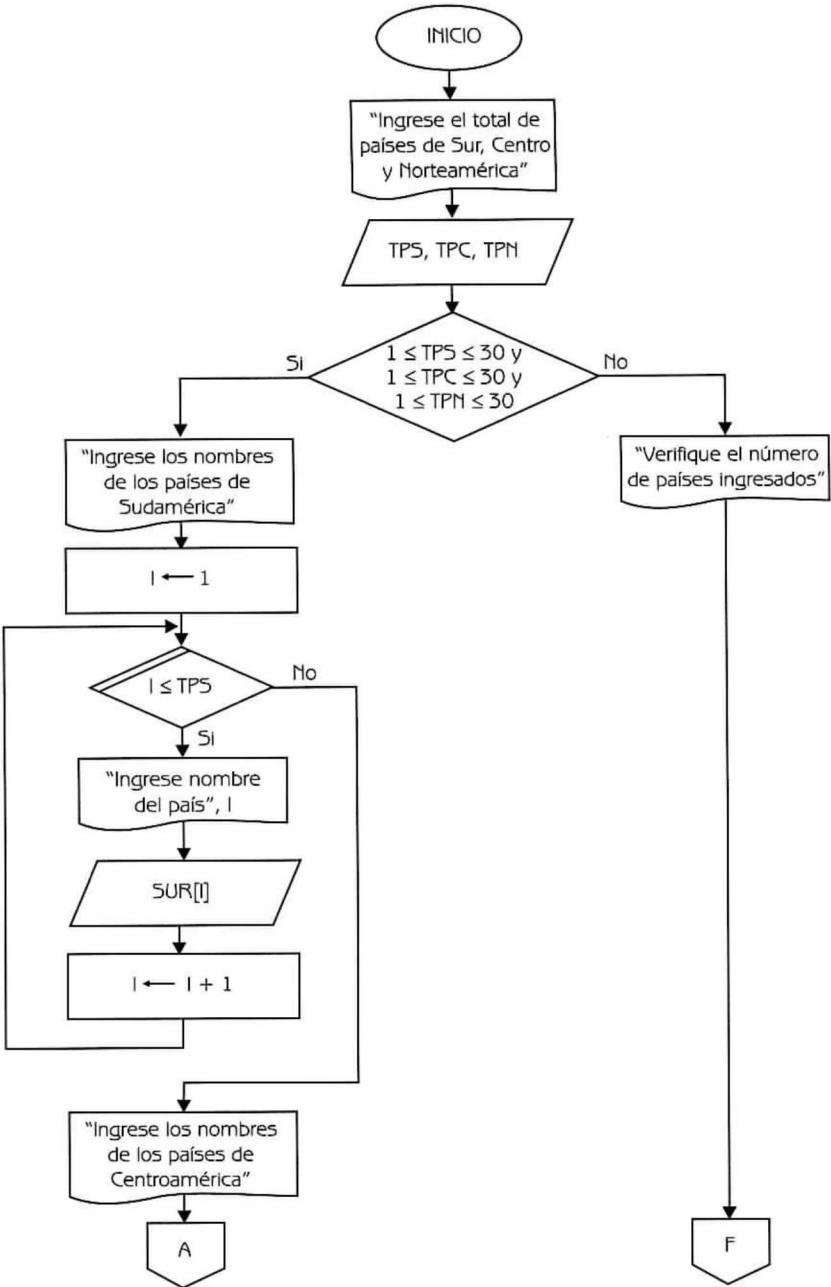 INICIO
"Ingrese el total de
países de Sur, Centro
y Norteamérica"
TPS, TPC, TPN
1 ≤ TPS ≤ 30 y
1 ≤ TPC ≤ 30 y
1 ≤ TPN ≤ 30
Si
No
"Ingrese los nombres
de los países de
Sudamérica"
"Verifique el número
de países ingresados"
I ← 1
I ≤ TPS
No
Si
"Ingrese nombre
del país", I
SUR[I]
I ← I + 1
"Ingrese los nombres
de los países de
Centroamérica"
A
F